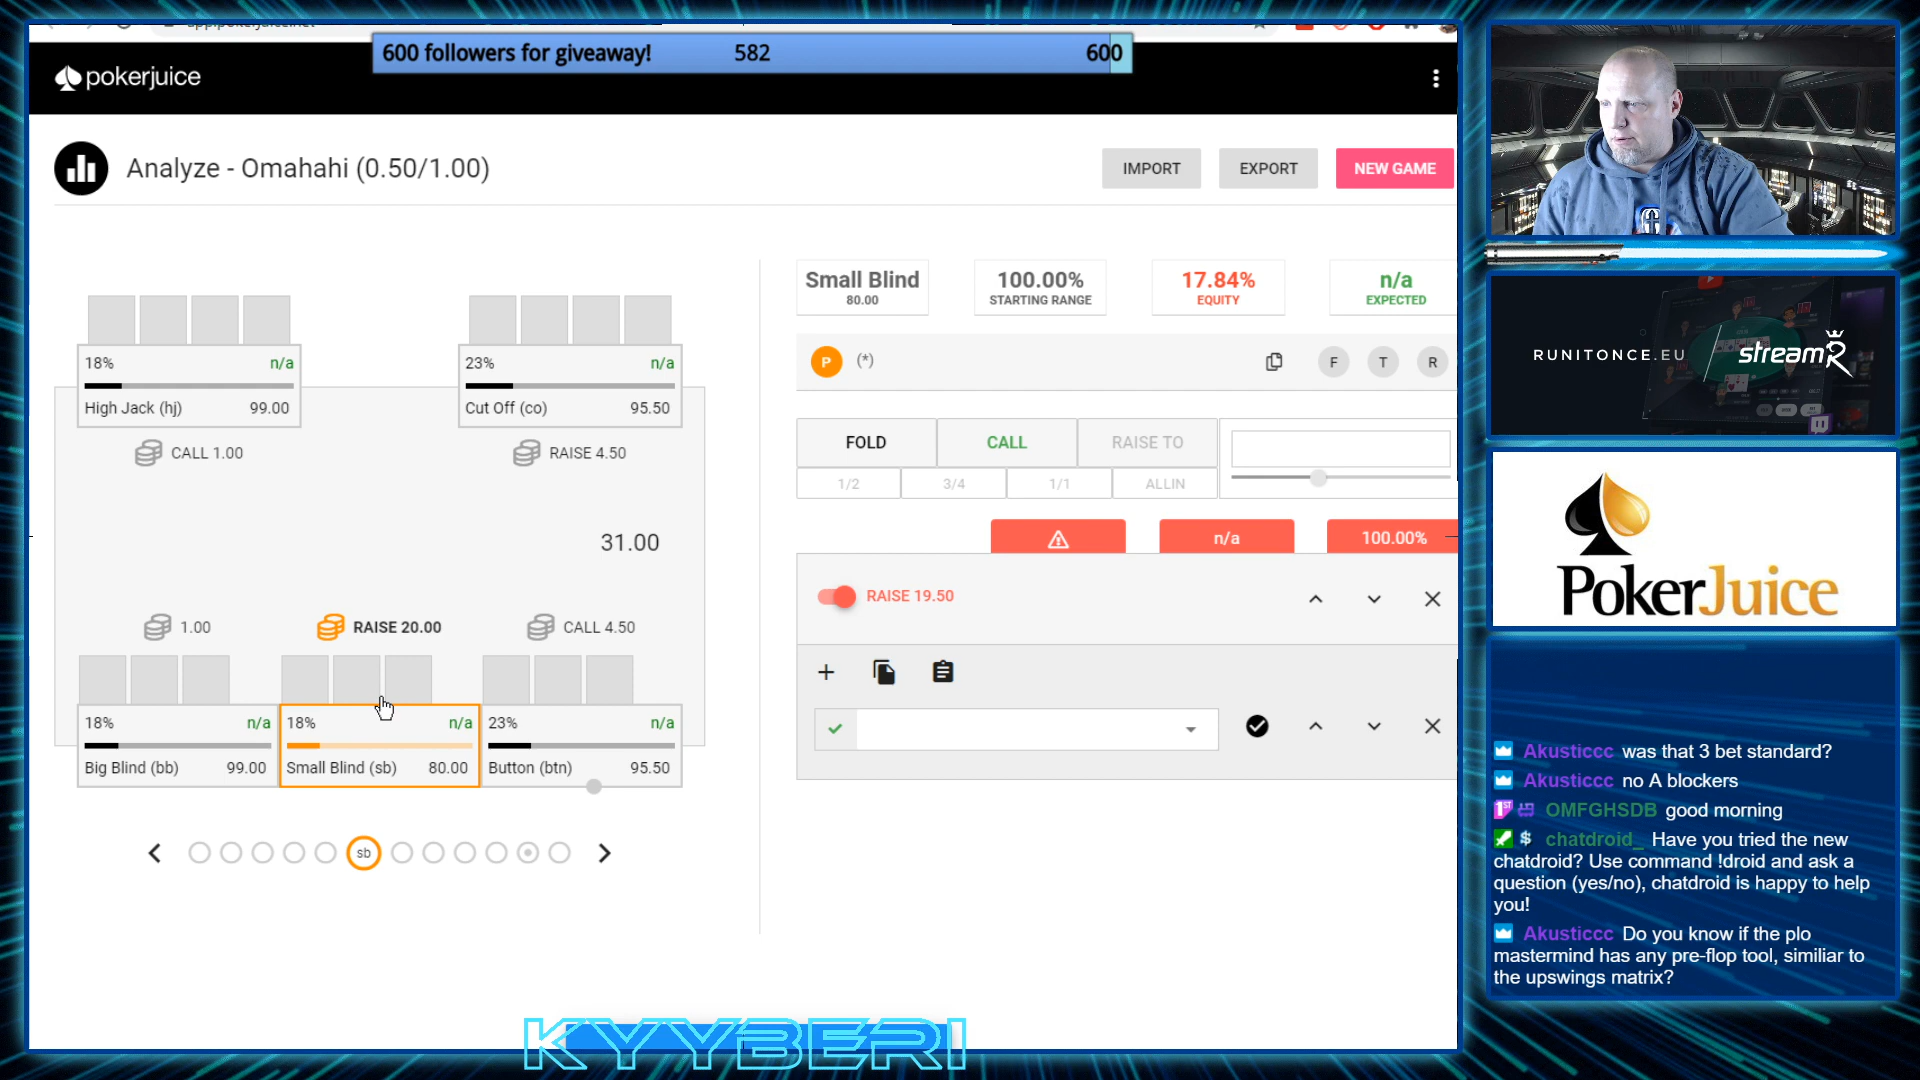 600 followers for giveaway!
582
600
pokerjuice
Analyze - Omahahi (0.50/1.00)
IMPORT
EXPORT
NEW GAME
18%
n/a
High Jack (hj)
99.00
CALL 1.00
23%
n/a
Cut Off (co)
95.50
RAISE 4.50
31.00
1.00
RAISE 20.00
CALL 4.50
18%
n/a
Big Blind (bb)
99.00
18%
n/a
Small Blind (sb)
80.00
23%
n/a
Button (btn)
95.50
sb
Small Blind
80.00
100.00%
STARTING RANGE
17.84%
EQUITY
n/a
EXPECTED
P
(*)
F
T
R
FOLD
CALL
RAISE TO
1/2
3/4
1/1
ALLIN
n/a
100.00%
RAISE 19.50
RUNITONCE.EU
streamR
PokerJuice
Akusticcc was that 3 bet standard?
Akusticcc no A blockers
1ST OMFGHSDB good morning
$ chatdroid_ Have you tried the new
chatdroid? Use command !droid and ask a
question (yes/no), chatdroid is happy to help
you!
Akusticcc Do you know if the plo
mastermind has any pre-flop tool, similiar to
the upswings matrix?
KYYBERI